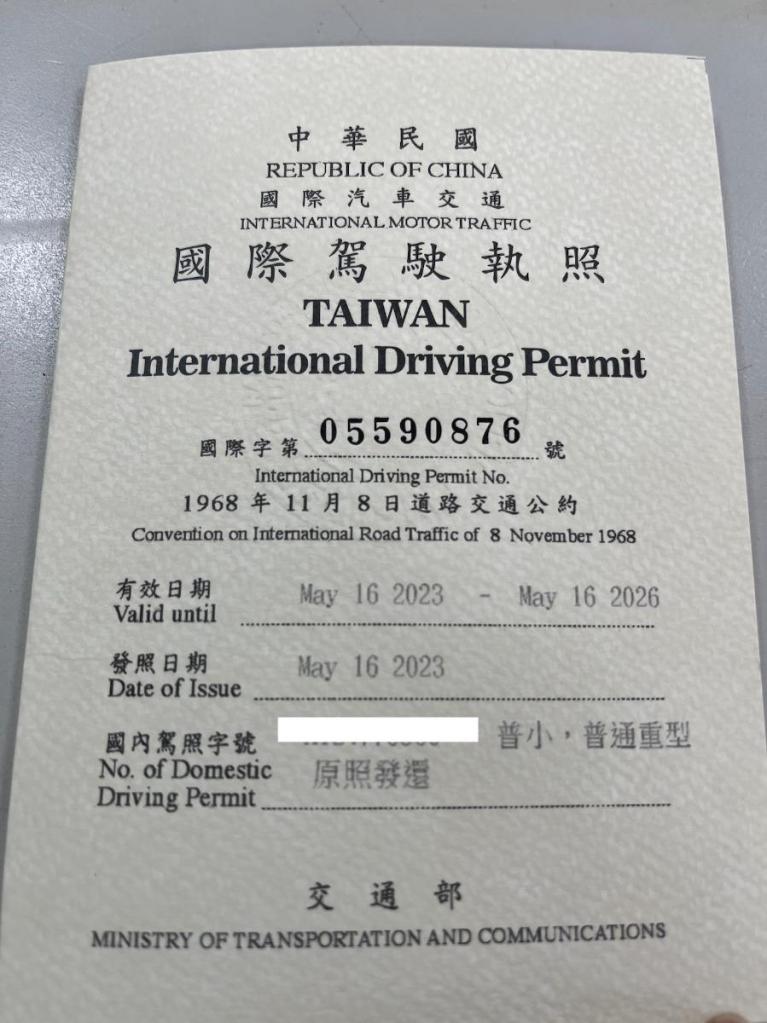 中華民國
REPUBLIC OF CHINA
國際汽車交通
INTERNATIONAL MOTOR TRAFFIC
國際駕駛執照
TAIWAN
International Driving Permit
國際字第 05590876 號
International Driving Permit No.
1968 年 11 月 8 日道路交通公約
Convention on International Road Traffic of 8 November 1968
有效日期 May 16 2023 - May 16 2026
Valid until
發照日期 May 16 2023
Date of Issue
國內駕照字號 普小，普通重型
No. of Domestic 原照發還
Driving Permit
交通部
MINISTRY OF TRANSPORTATION AND COMMUNICATIONS